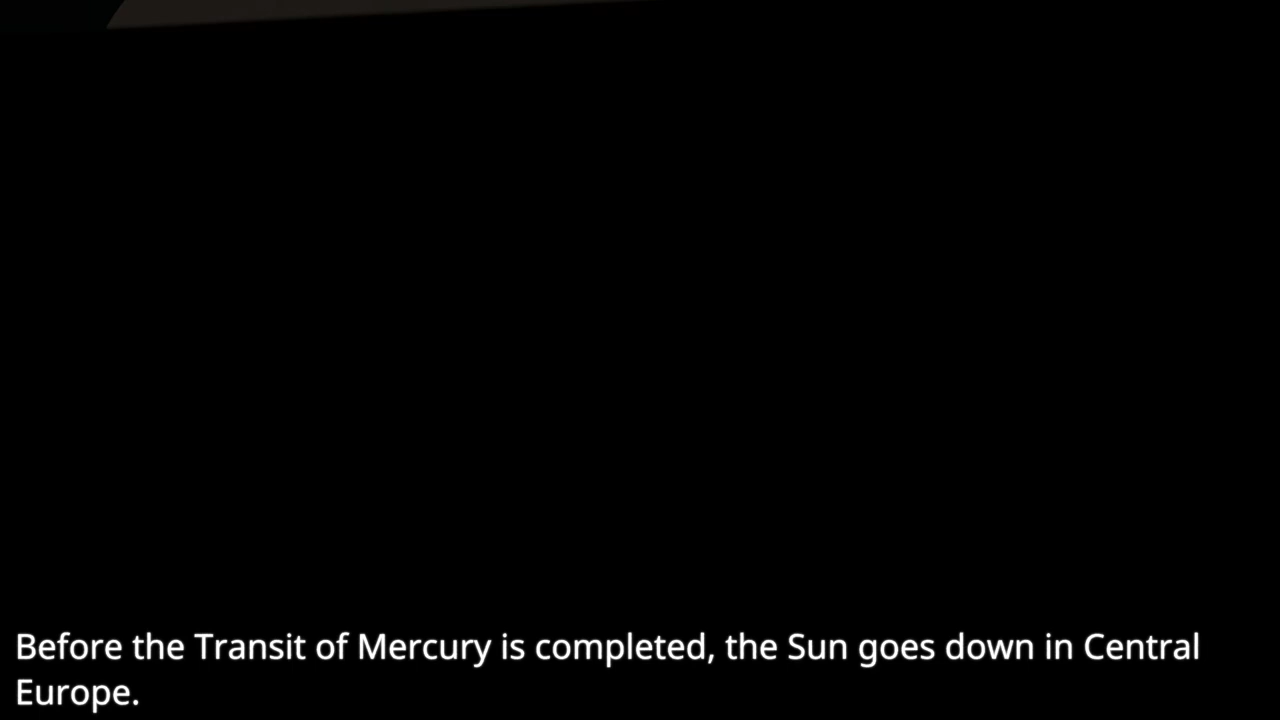 Before the Transit of Mercury is completed, the Sun goes down in Central
Europe.